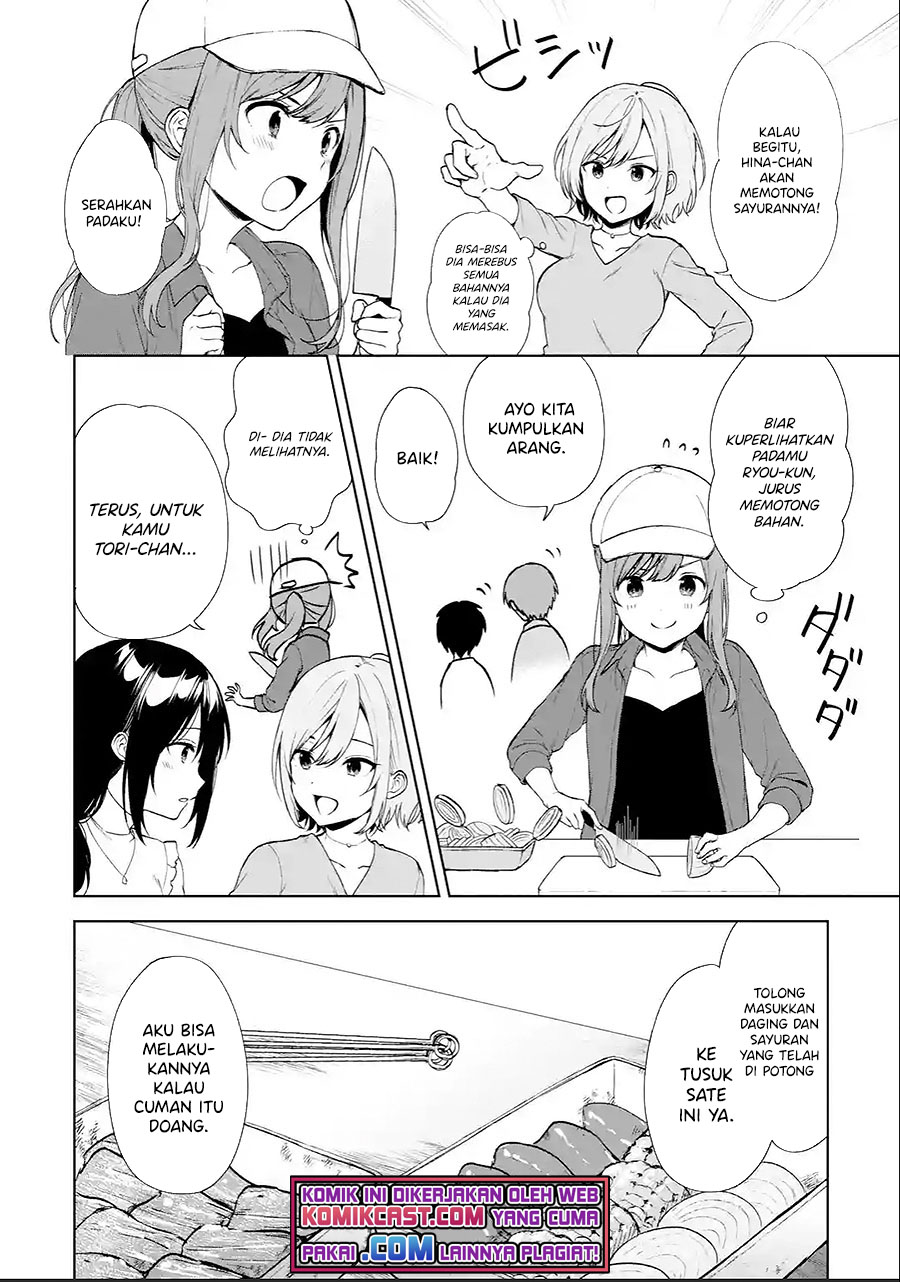 ビシッ
KALAU
BEGITU,
HINA-CHAN
AKAN
MEMOTONG
SAYURANNYA!
BISA-BISA
DIA MEREBUS
SEMUA
BAHANNYA
KALAU DIA
YANG
MEMASAK.
SERAHKAN
PADAKU!
BIAR
KUPERLIHATKAN
PADAMU
RYOU-KUN,
JURUS
MEMOTONG
BAHAN.
ダダダ
AYO KITA
KUMPULKAN
ARANG.
BAIK!
DI- DIA TIDAK
MELIHATNYA.
TERUS, UNTUK
KAMU
TORI-CHAN...
TOLONG
MASUKKAN
DAGING DAN
SAYURAN
YANG TELAH
DI POTONG
KE
TUSUK
SATE
INI YA.
AKU BISA
MELAKU-
KANNYA
KALAU
CUMAN ITU
DOANG.
KOMIK INI DIKERJAKAN OLEH WEB
KOMIKCAST.COM YANG CUMA
PAKAI .COM LAINNYA PLAGIAT!